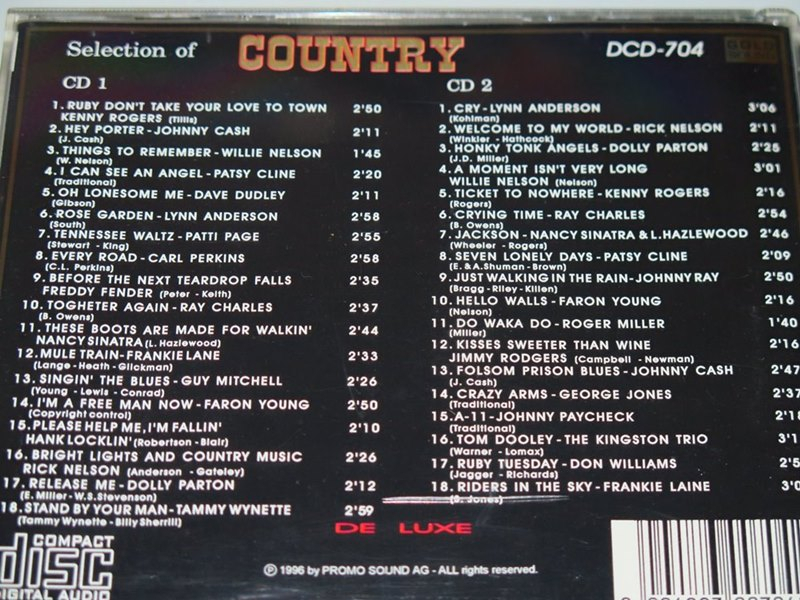 Selection of COUNTRY DCD-704
GOLD
CD 1
1. RUBY DON'T TAKE YOUR LOVE TO TOWN 2'50
KENNY ROGERS (Tillis)
2. HEY PORTER - JOHNNY CASH 2'11
(J. Cash)
3. THINGS TO REMEMBER - WILLIE NELSON 1'45
(W. Nelson)
4. I CAN SEE AN ANGEL - PATSY CLINE 2'20
(Traditional)
5. OH LONESOME ME - DAVE DUDLEY 2'11
(Gibson)
6. ROSE GARDEN - LYNN ANDERSON 2'58
(South)
7. TENNESSEE WALTZ - PATTI PAGE 2'55
(Stewart - King)
8. EVERY ROAD - CARL PERKINS 2'58
(C.L. Perkins)
9. BEFORE THE NEXT TEARDROP FALLS 2'35
FREDDY FENDER (Peter - Keith)
10. TOGHETER AGAIN - RAY CHARLES 2'37
(B. Owens)
11. THESE BOOTS ARE MADE FOR WALKIN' 2'44
NANCY SINATRA (L. Hazlewood)
12. MULE TRAIN - FRANKIE LANE 2'33
(Lange - Heath - Glickman)
13. SINGIN' THE BLUES - GUY MITCHELL 2'26
(Young - Lewis - Conrad)
14. I'M A FREE MAN NOW - FARON YOUNG 2'50
(Copyright control)
15. PLEASE HELP ME, I'M FALLIN' 2'10
HANK LOCKLIN' (Robertson - Blair)
16. BRIGHT LIGHTS AND COUNTRY MUSIC 2'26
RICK NELSON (Anderson - Gateley)
17. RELEASE ME - DOLLY PARTON 2'12
(E. Miller - W.S. Stevenson)
18. STAND BY YOUR MAN - TAMMY WYNETTE 2'59
(Tammy Wynette - Billy Sherrill)
CD 2
1. CRY - LYNN ANDERSON 3'06
(Kohlman)
2. WELCOME TO MY WORLD - RICK NELSON 2'11
(Winkler - Hathcock)
3. HONKY TONK ANGELS - DOLLY PARTON 2'25
(J.D. Miller)
4. A MOMENT ISN'T VERY LONG 3'01
WILLIE NELSON (Nelson)
5. TICKET TO NOWHERE - KENNY ROGERS 2'16
(Rogers)
6. CRYING TIME - RAY CHARLES 2'54
(B. Owens)
7. JACKSON - NANCY SINATRA & L. HAZLEWOOD 2'46
(Wheeler - Rogers)
8. SEVEN LONELY DAYS - PATSY CLINE 2'09
(E. & A. Shuman - Brown)
9. JUST WALKING IN THE RAIN - JOHNNY RAY 2'50
(Bragg - Riley - Killen)
10. HELLO WALLS - FARON YOUNG 2'16
(Nelson)
11. DO WAKA DO - ROGER MILLER 1'40
(Miller)
12. KISSES SWEETER THAN WINE 2'16
JIMMY RODGERS (Campbell - Newman)
13. FOLSOM PRISON BLUES - JOHNNY CASH 2'47
(J. Cash)
14. CRAZY ARMS - GEORGE JONES 2'37
(Traditional)
15. A-11 - JOHNNY PAYCHECK 2'18
(Traditional)
16. TOM DOOLEY - THE KINGSTON TRIO 3'1
(Warner - Lomax)
17. RUBY TUESDAY - DON WILLIAMS 2'5
(Jagger - Richards)
18. RIDERS IN THE SKY - FRANKIE LAINE 3'0
(S. Jones)
DE LUXE
COMPACT
disc
DIGITAL AUDIO
℗ 1996 by PROMO SOUND AG - ALL rights reserved.